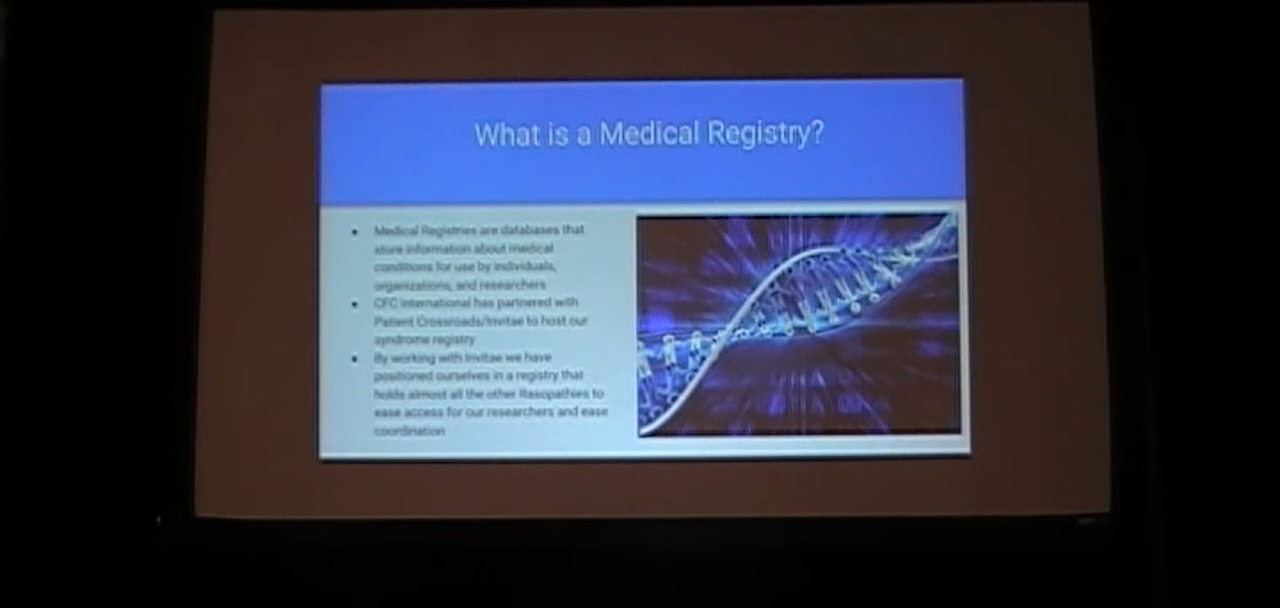 What is a Medical Registry?
• Medical Registries are databases that
store information about medical
conditions for use by individuals,
organizations, and researchers
• CFC International has partnered with
Patient Crossroads/Invitae to host our
syndrome registry
• By working with Invitae we have
positioned ourselves in a registry that
holds almost all the other Rasopathies to
ease access for our researchers and ease
coordination